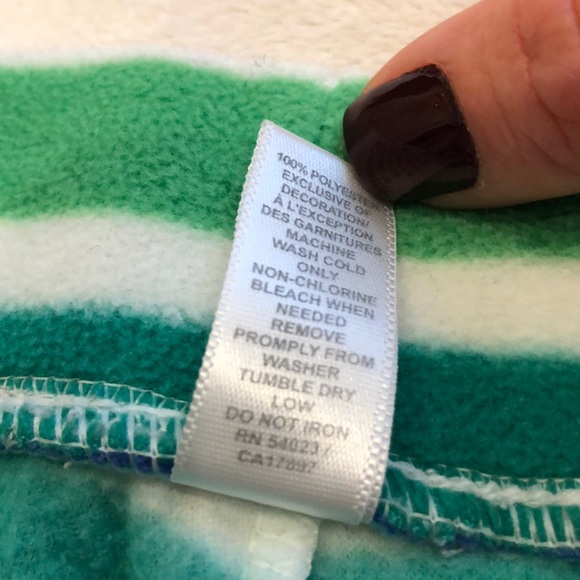 100% POLYESTER
EXCLUSIVE OF
DECORATION/
À L'EXCEPTION
DES GARNITURES
MACHINE
WASH COLD
ONLY
NON-CHLORINE
BLEACH WHEN
NEEDED
REMOVE
PROMPLY FROM
WASHER
TUMBLE DRY
LOW
DO NOT IRON
RN 54023 /
CA17897